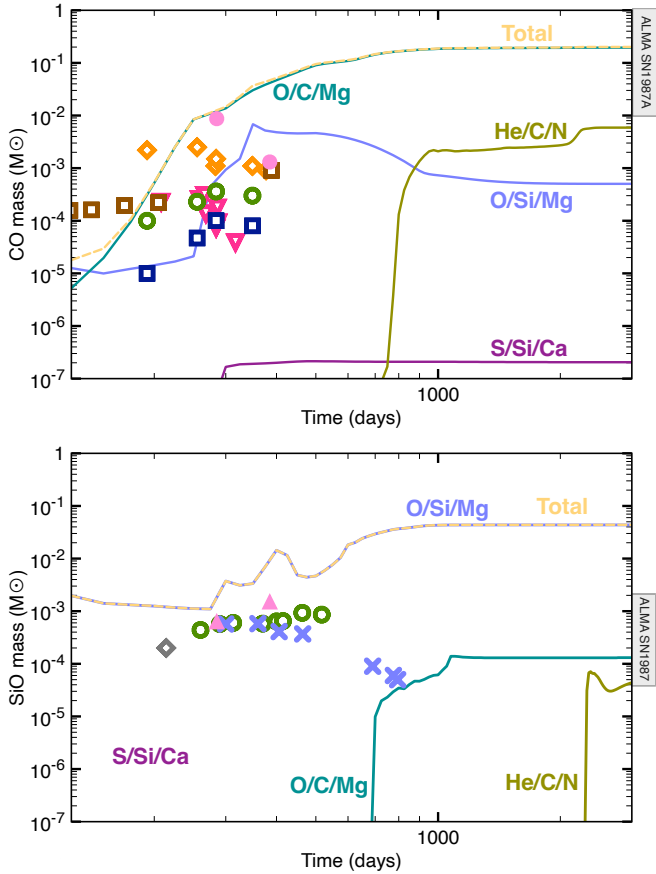 1
10⁻¹
10⁻²
10⁻³
10⁻⁴
10⁻⁵
10⁻⁶
10⁻⁷
CO mass (M☉)
Total
O/C/Mg
He/C/N
O/Si/Mg
S/Si/Ca
ALMA SN1987A
1000
Time (days)
1
10⁻¹
10⁻²
10⁻³
10⁻⁴
10⁻⁵
10⁻⁶
10⁻⁷
SiO mass (M☉)
O/Si/Mg Total
S/Si/Ca
O/C/Mg
He/C/N
ALMA SN1987
1000
Time (days)